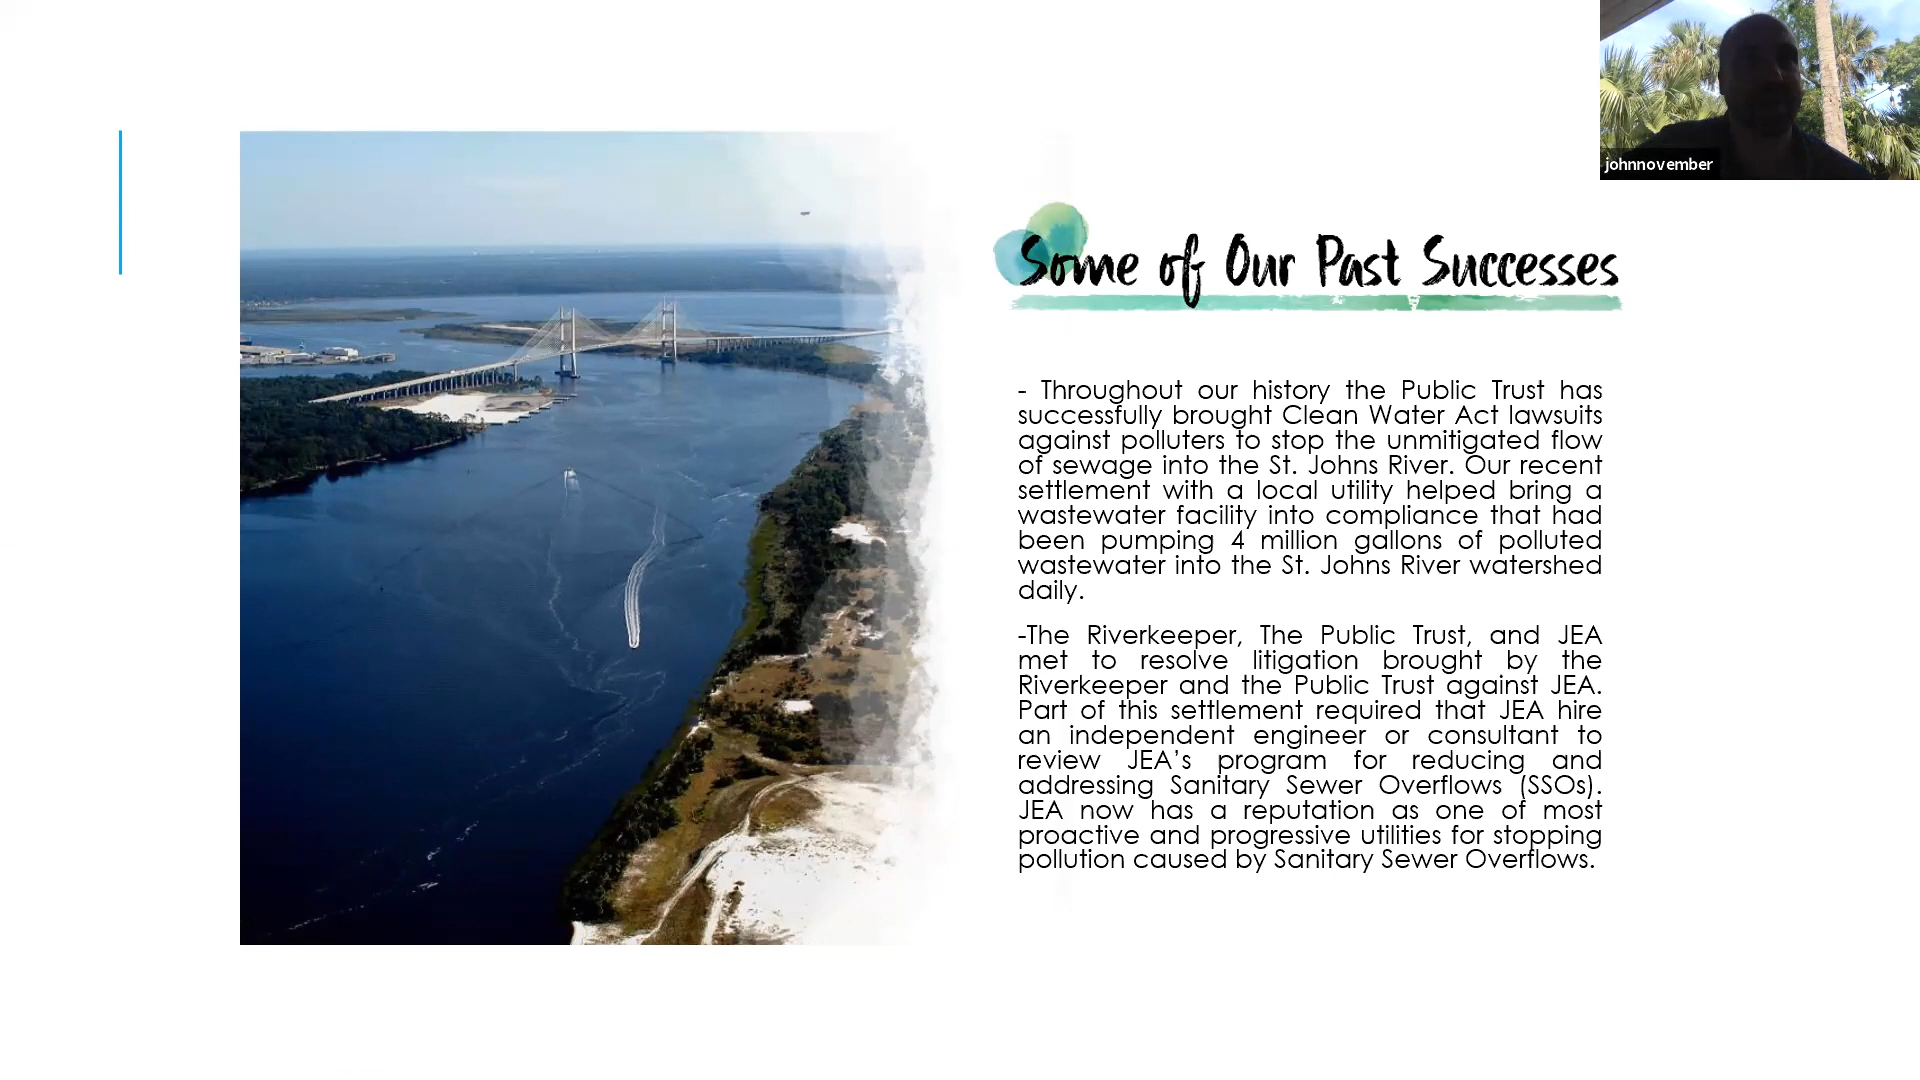 johnnovember
Some of Our Past Successes
- Throughout our history the Public Trust has
successfully brought Clean Water Act lawsuits
against polluters to stop the unmitigated flow
of sewage into the St. Johns River. Our recent
settlement with a local utility helped bring a
wastewater facility into compliance that had
been pumping 4 million gallons of polluted
wastewater into the St. Johns River watershed
daily.
-The Riverkeeper, The Public Trust, and JEA
met to resolve litigation brought by the
Riverkeeper and the Public Trust against JEA.
Part of this settlement required that JEA hire
an independent engineer or consultant to
review JEA’s program for reducing and
addressing Sanitary Sewer Overflows (SSOs).
JEA now has a reputation as one of most
proactive and progressive utilities for stopping
pollution caused by Sanitary Sewer Overflows.